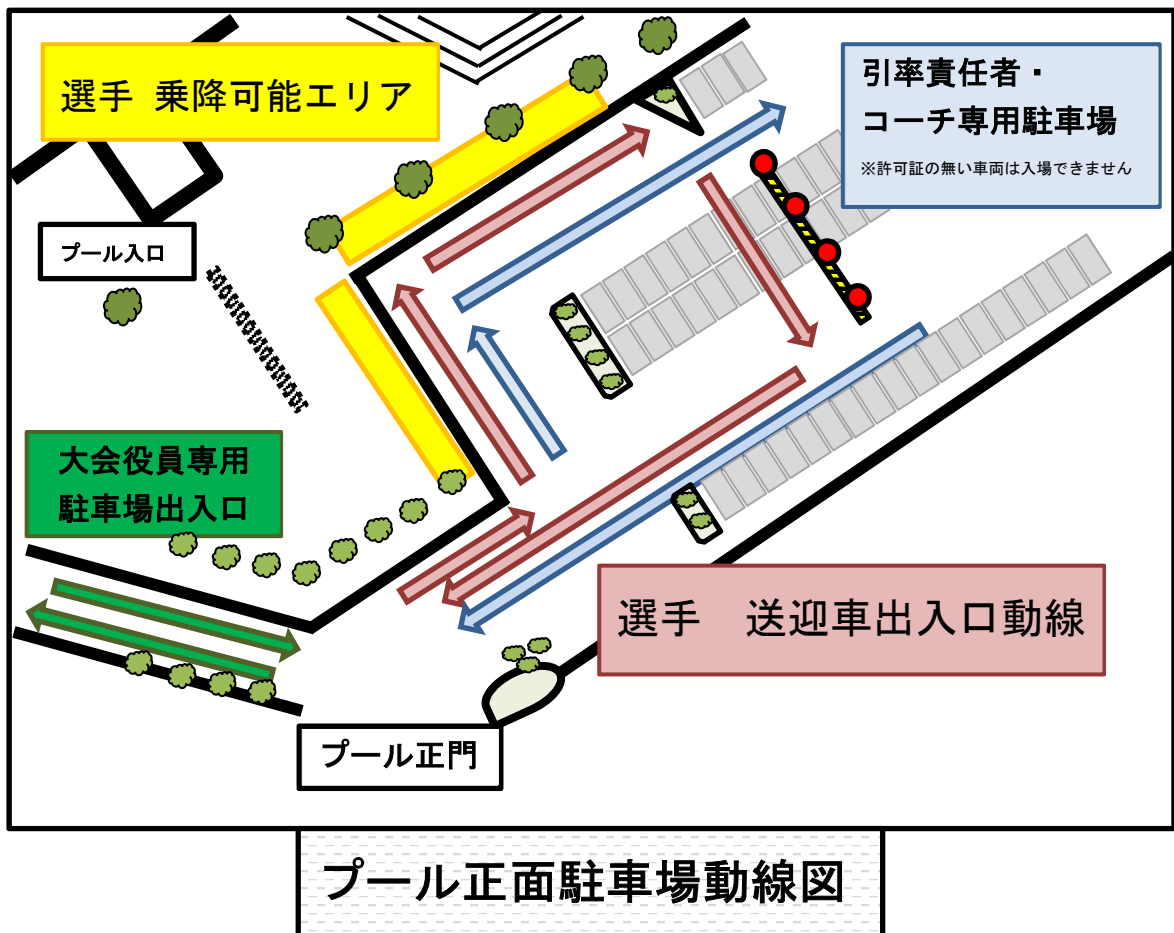 選手 乗降可能エリア
引率責任者・
コーチ専用駐車場
※許可証の無い車両は入場できません
プール入口
大会役員専用
駐車場出入口
選手　送迎車出入口動線
プール正門
プール正面駐車場動線図